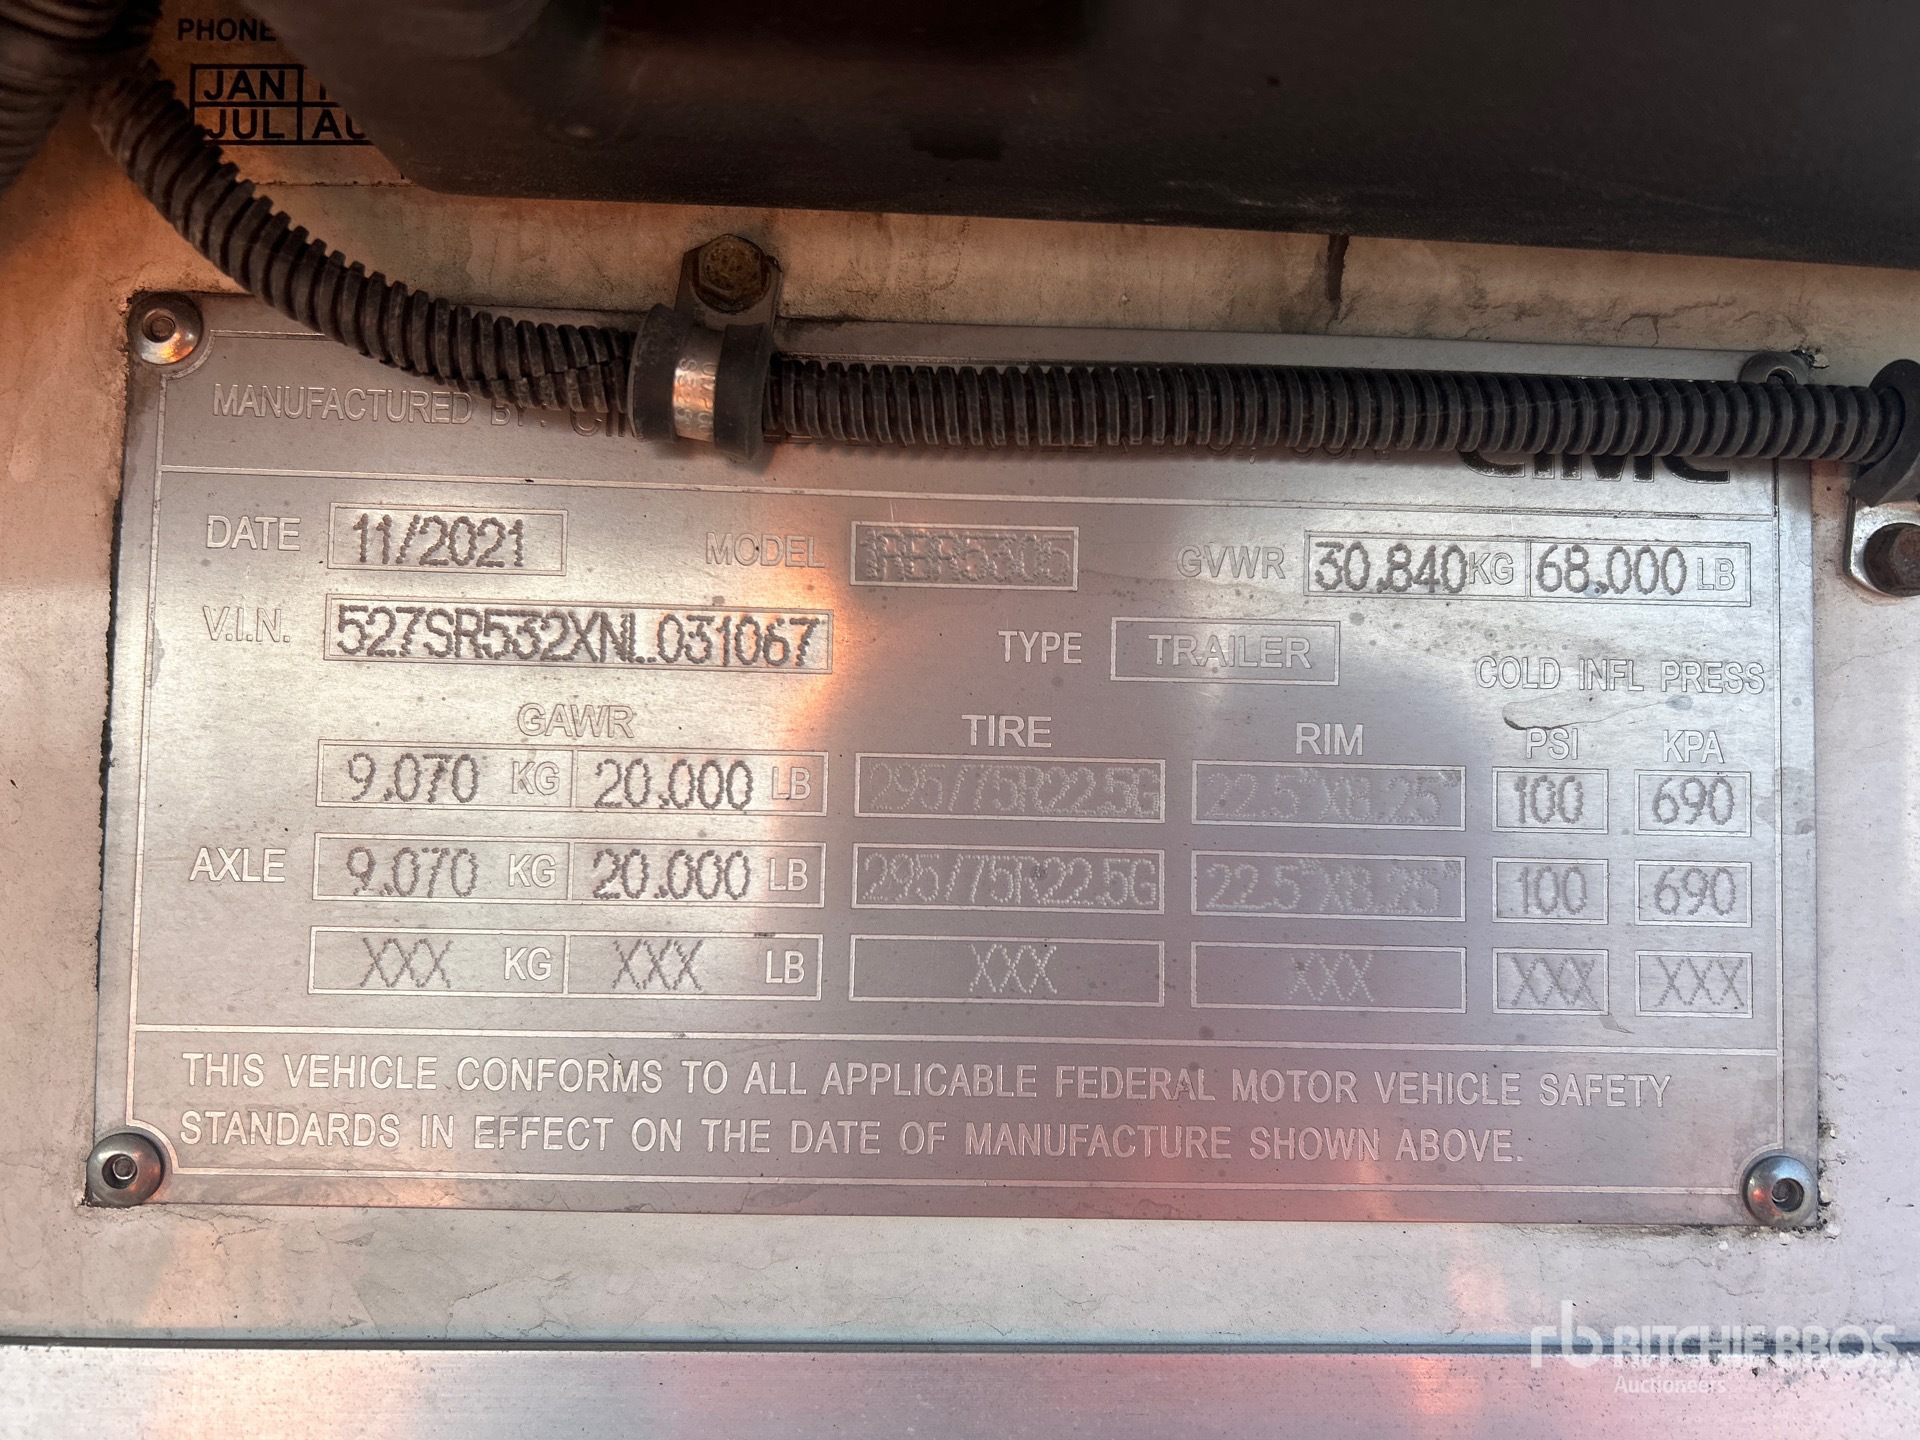 PHONE
JAN
JUL AU
MANUFACTURED BY: CIMC
CIMC
DATE 11/2021 MODEL GVWR 30.840 KG 68.000 LB
V.I.N. 527SR532XNL031067 TYPE TRAILER
COLD INFL PRESS
GAWR TIRE RIM PSI KPA
9.070 KG 20.000 LB 295/75R22.5G 22.5"X8.25" 100 690
AXLE 9.070 KG 20.000 LB 295/75R22.5G 22.5"X8.25" 100 690
XXX KG XXX LB XXX XXX XXX XXX
THIS VEHICLE CONFORMS TO ALL APPLICABLE FEDERAL MOTOR VEHICLE SAFETY
STANDARDS IN EFFECT ON THE DATE OF MANUFACTURE SHOWN ABOVE.
rb RITCHIE BROS
Auctioneers